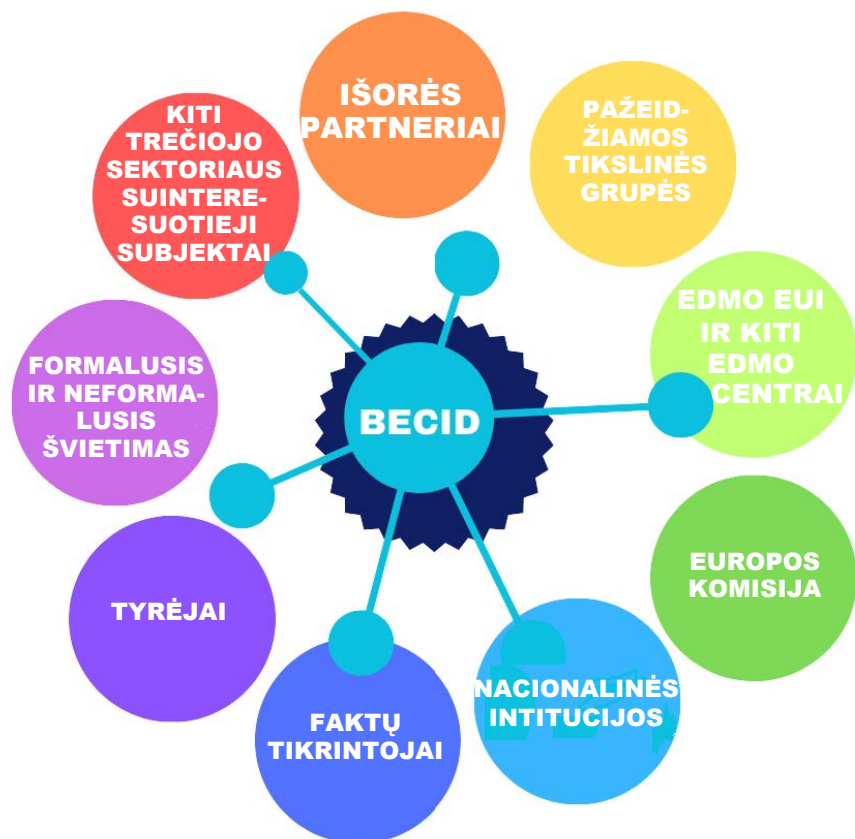 IŠORĖS
PARTNERIAI
PAŽEID-
ŽIAMOS
TIKSLINĖS
GRUPĖS
KITI
TREČIOJO
SEKTORIAUS
SUINTERE-
SUOTIEJI
SUBJEKTAI
EDMO EUI
IR KITI
EDMO
CENTRAI
FORMALUSIS
IR NEFORMA-
LUSIS
ŠVIETIMAS
BECID
EUROPOS
KOMISIJA
TYRĖJAI
NACIONALINĖS
INTITUCIJOS
FAKTŲ
TIKRINTOJAI